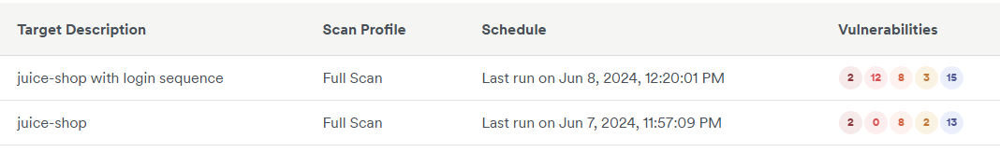 Target Description Scan Profile Schedule Vulnerabilities
juice-shop with login sequence Full Scan Last run on Jun 8, 2024, 12:20:01 PM 2 12 8 3 15
juice-shop Full Scan Last run on Jun 7, 2024, 11:57:09 PM 2 0 8 2 13